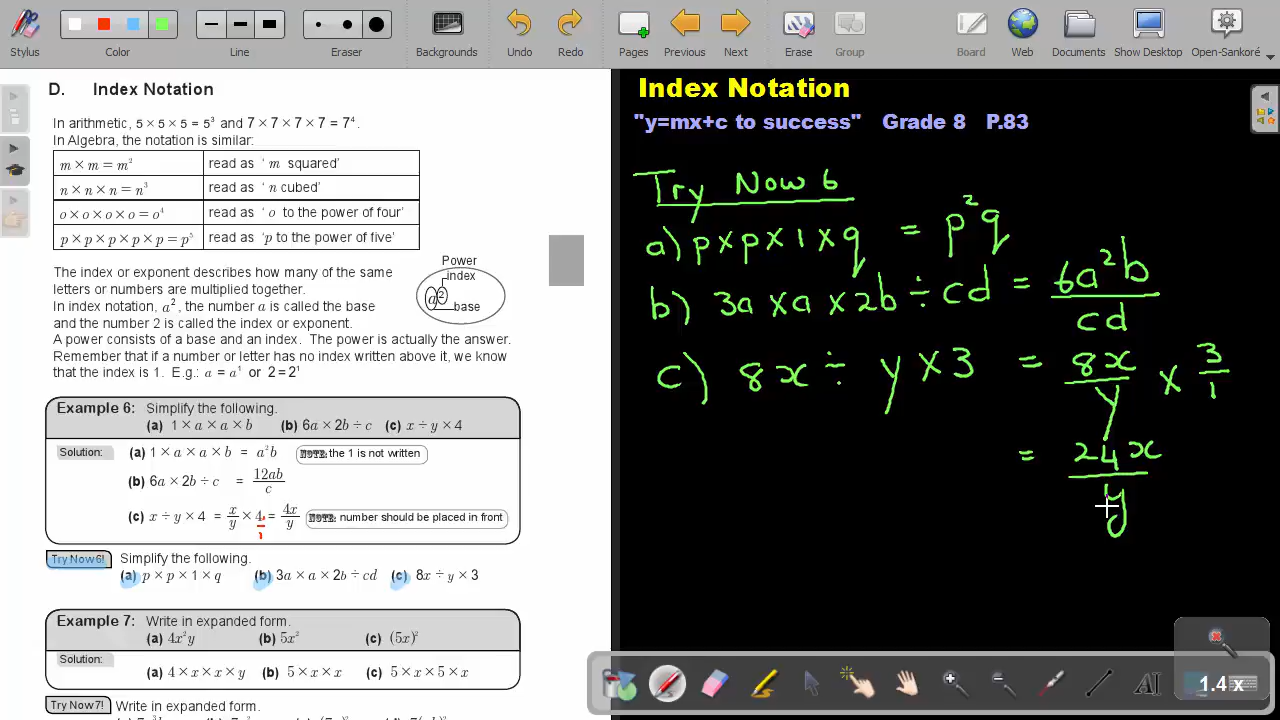 Stylus Color Line Eraser Backgrounds Undo Redo Pages Previous Next Erase Group Board Web Documents Show Desktop Open-Sankoré
D. Index Notation
In arithmetic, 5 × 5 × 5 = 5³ and 7 × 7 × 7 × 7 = 7⁴.
In Algebra, the notation is similar:
m × m = m² read as ‘ m squared’
n × n × n = n³ read as ‘ n cubed’
o × o × o × o = o⁴ read as ‘ o to the power of four’
p × p × p × p × p = p⁵ read as ‘p to the power of five’
The index or exponent describes how many of the same
letters or numbers are multiplied together.
In index notation, a², the number a is called the base
and the number 2 is called the index or exponent.
Power
index
a²
base
A power consists of a base and an index. The power is actually the answer.
Remember that if a number or letter has no index written above it, we know
that the index is 1. E.g.: a = a¹ or 2 = 2¹
Example 6: Simplify the following.
(a) 1 × a × a × b (b) 6a × 2b ÷ c (c) x ÷ y × 4
Solution: (a) 1 × a × a × b = a²b NOTE: the 1 is not written
(b) 6a × 2b ÷ c = 12ab/c
(c) x ÷ y × 4 = x/y × 4/1 = 4x/y NOTE: number should be placed in front
Try Now 6! Simplify the following.
(a) p × p × 1 × q (b) 3a × a × 2b ÷ cd (c) 8x ÷ y × 3
Example 7: Write in expanded form.
(a) 4x²y (b) 5x² (c) (5x)²
Solution:
(a) 4 × x × x × y (b) 5 × x × x (c) 5 × x × 5 × x
Try Now 7! Write in expanded form.
Index Notation
"y=mx+c to success" Grade 8 P.83
Try Now 6
a) p × p × 1 × q = p²q
b) 3a × a × 2b ÷ cd = 6a²b/cd
c) 8x ÷ y × 3 = 8x/y × 3/1
= 24x/y
1.4 x